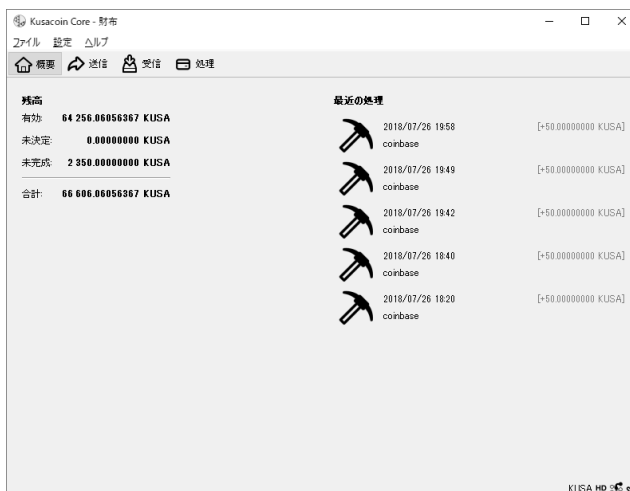 Kusacoin Core - 財布
ファイル 設定 ヘルプ
概要 送信 受信 処理
残高
有効: 64 256.06056367 KUSA
未決定: 0.00000000 KUSA
未完成: 2 350.00000000 KUSA
合計: 66 606.06056367 KUSA
最近の処理
2018/07/26 19:58 [+50.00000000 KUSA]
coinbase
2018/07/26 19:49 [+50.00000000 KUSA]
coinbase
2018/07/26 19:42 [+50.00000000 KUSA]
coinbase
2018/07/26 18:40 [+50.00000000 KUSA]
coinbase
2018/07/26 18:20 [+50.00000000 KUSA]
coinbase
KUSA HD